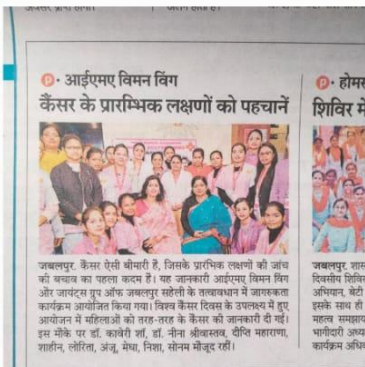 आईएमए विमन विंग
कैंसर के प्रारम्भिक लक्षणों को पहचानें
जबलपुर. कैंसर ऐसी बीमारी है, जिसके प्रारंभिक लक्षणों की जांच
की बचाव का पहला कदम है। यह जानकारी आईएमए विमन विंग
और जायंट्स ग्रुप ऑफ जबलपुर सहेली के तत्वावधान में जागरूकता
कार्यक्रम आयोजित किया गया। विश्व कैंसर दिवस के उपलक्ष्य में हुए
आयोजन में महिलाओं को तरह-तरह के कैंसर की जानकारी दी गई।
इस मौके पर डॉ. कावेरी शॉ, डॉ. नीना श्रीवास्तव, दीप्ति महाराणा,
शाहीन, लोरिता, अंजू, मेघा, निशा, सोनम मौजूद रहीं।
होमस
शिविर में
जबलपुर. शास
दिवसीय शिवि
अभियान, बेटी
इसके साथ ही
महत्व समझाय
भागीदारी अध्य
कार्यक्रम अधि